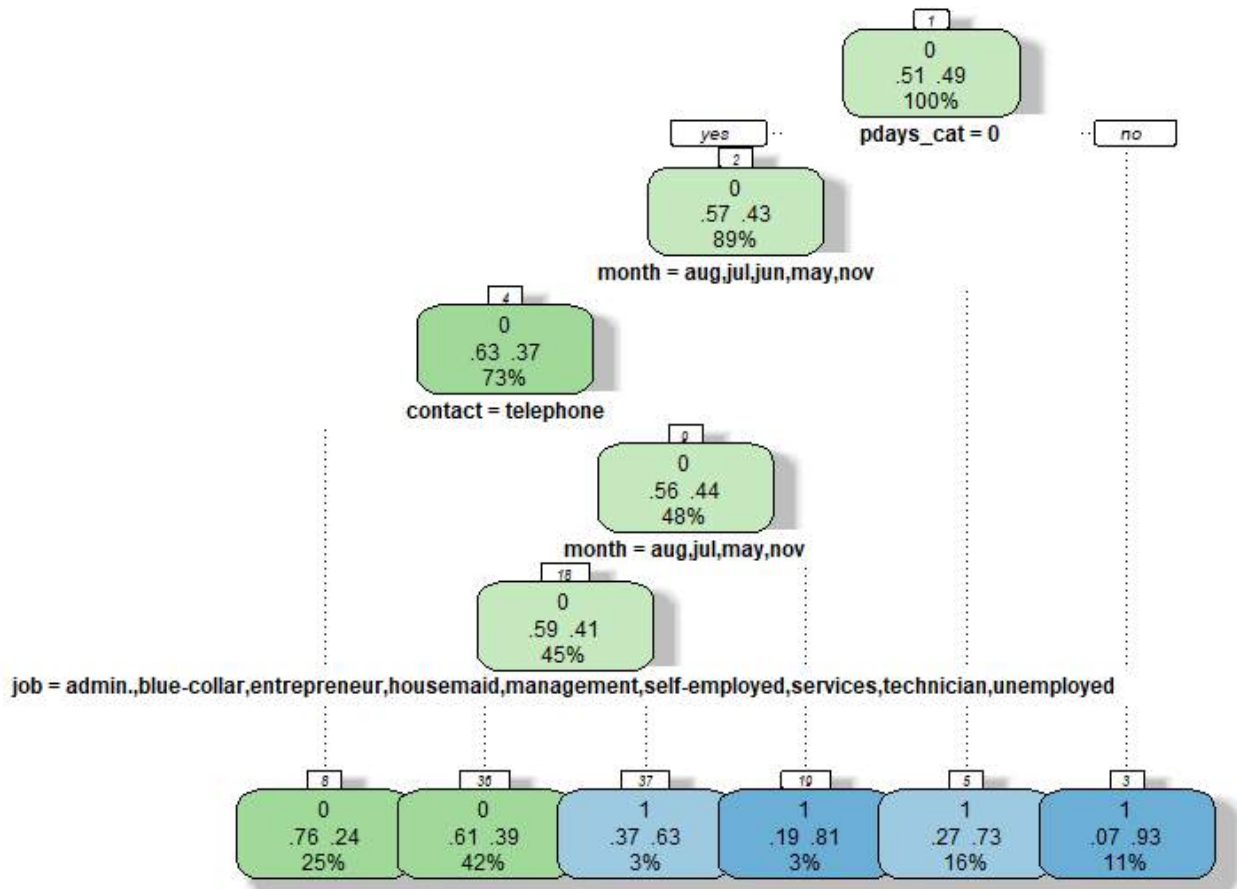 1
0
.51 .49
100%
yes pdays_cat = 0 no
2
0
.57 .43
89%
month = aug,jul,jun,may,nov
4
0
.63 .37
73%
contact = telephone
9
0
.56 .44
48%
month = aug,jul,may,nov
18
0
.59 .41
45%
job = admin.,blue-collar,entrepreneur,housemaid,management,self-employed,services,technician,unemployed
8 36 37 19 5 3
0 0 1 1 1 1
.76 .24 .61 .39 .37 .63 .19 .81 .27 .73 .07 .93
25% 42% 3% 3% 16% 11%